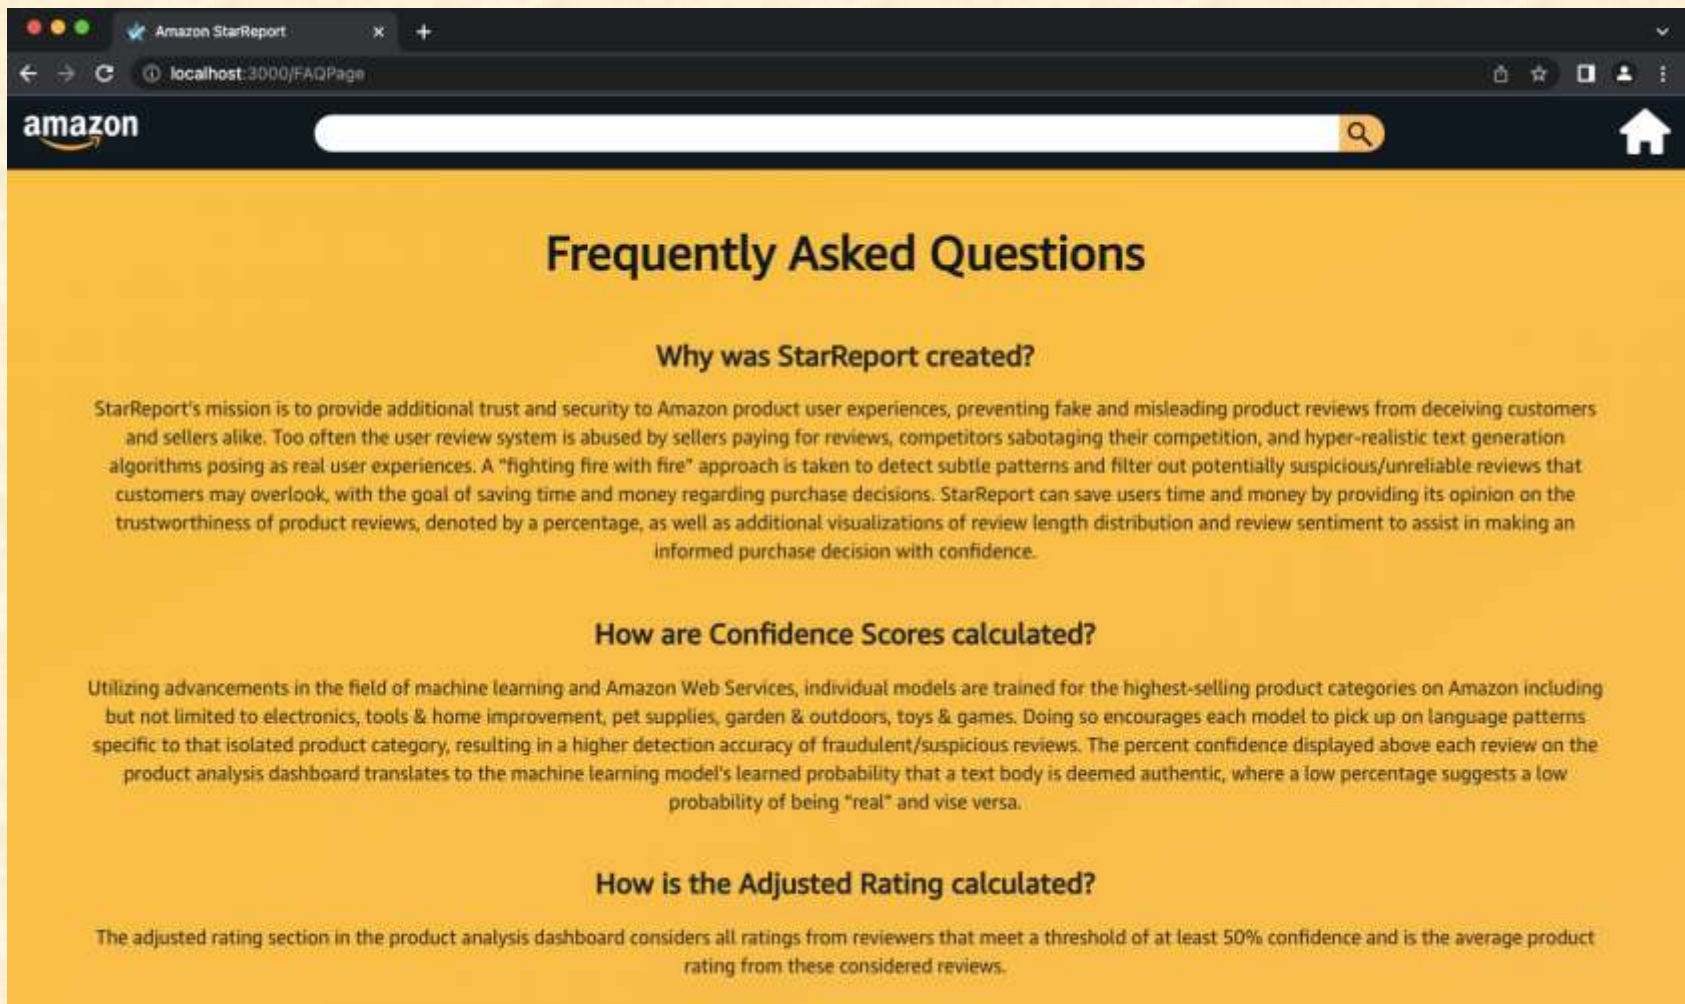 Amazon StarReport
localhost:3000/FAQPage
amazon
Frequently Asked Questions
Why was StarReport created?
StarReport's mission is to provide additional trust and security to Amazon product user experiences, preventing fake and misleading product reviews from deceiving customers
and sellers alike. Too often the user review system is abused by sellers paying for reviews, competitors sabotaging their competition, and hyper-realistic text generation
algorithms posing as real user experiences. A "fighting fire with fire" approach is taken to detect subtle patterns and filter out potentially suspicious/unreliable reviews that
customers may overlook, with the goal of saving time and money regarding purchase decisions. StarReport can save users time and money by providing its opinion on the
trustworthiness of product reviews, denoted by a percentage, as well as additional visualizations of review length distribution and review sentiment to assist in making an
informed purchase decision with confidence.
How are Confidence Scores calculated?
Utilizing advancements in the field of machine learning and Amazon Web Services, individual models are trained for the highest-selling product categories on Amazon including
but not limited to electronics, tools & home improvement, pet supplies, garden & outdoors, toys & games. Doing so encourages each model to pick up on language patterns
specific to that isolated product category, resulting in a higher detection accuracy of fraudulent/suspicious reviews. The percent confidence displayed above each review on the
product analysis dashboard translates to the machine learning model's learned probability that a text body is deemed authentic, where a low percentage suggests a low
probability of being "real" and vise versa.
How is the Adjusted Rating calculated?
The adjusted rating section in the product analysis dashboard considers all ratings from reviewers that meet a threshold of at least 50% confidence and is the average product
rating from these considered reviews.